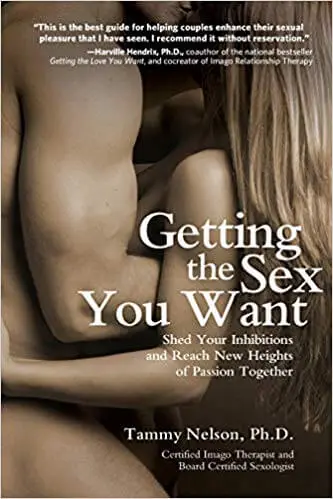 "This is the best guide for helping couples enhance their sexual
pleasure that I have seen. I recommend it without reservation."
—Harville Hendrix, Ph.D., coauthor of the national bestseller
Getting the Love You Want, and cocreator of Imago Relationship Therapy
Getting
the Sex
You Want
Shed Your Inhibitions
and Reach New Heights
of Passion Together
Tammy Nelson, Ph.D.
Certified Imago Therapist and
Board Certified Sexologist